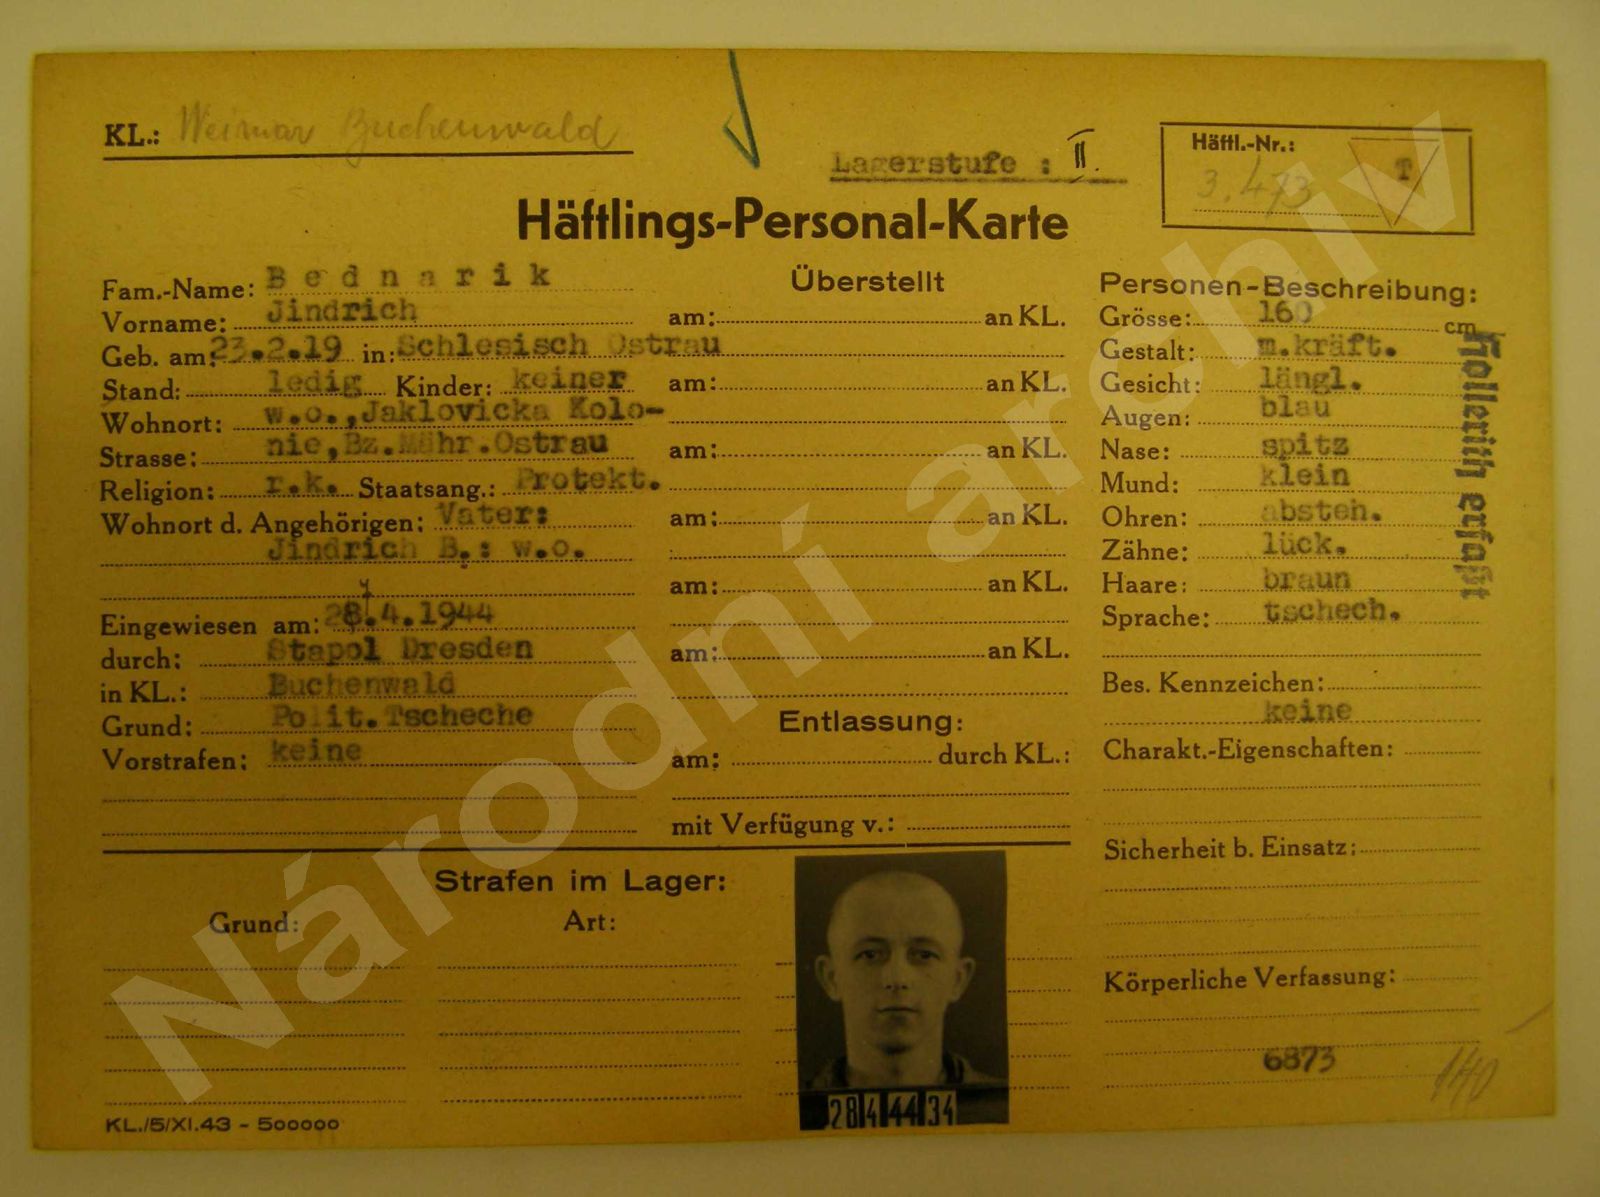 KL.: Weimar Buchenwald
Lagerstufe : II.
Häftl.-Nr.:
3.473
T
Häftlings-Personal-Karte
Fam.-Name: Bednarik
Vorname: Jindrich
Geb. am: 23.2.19 in: Schlesisch Ostrau
Stand: ledig Kinder: keiner
Wohnort: w.o.,Jaklovicka Kolo-
Strasse: nie,Bz.Mähr.Ostrau
Religion: r.k. Staatsang.: Protekt.
Wohnort d. Angehörigen: Vater:
Jindrich B.: w.o.
Eingewiesen am: 28.4.1944
durch: Stapol Dresden
in KL.: Buchenwald
Grund: Polit.Tscheche
Vorstrafen: keine
Überstellt
am: an KL.
am: an KL.
am: an KL.
am: an KL.
am: an KL.
am: an KL.
Entlassung:
am: durch KL.:
mit Verfügung v.:
Personen-Beschreibung:
Grösse: 160 cm
Gestalt: m.kräft.
Gesicht: längl.
Augen: blau
Nase: spitz
Mund: klein
Ohren: absteh.
Zähne: lück.
Haare: braun
Sprache: tschech.
Bes. Kennzeichen:
keine
Charakt.-Eigenschaften:
Sicherheit b. Einsatz:
Körperliche Verfassung:
6873
Hollerith erfaßt
Strafen im Lager:
Grund: Art:
28 4 44 34
KL./5/XI.43 - 500000
Národní archiv